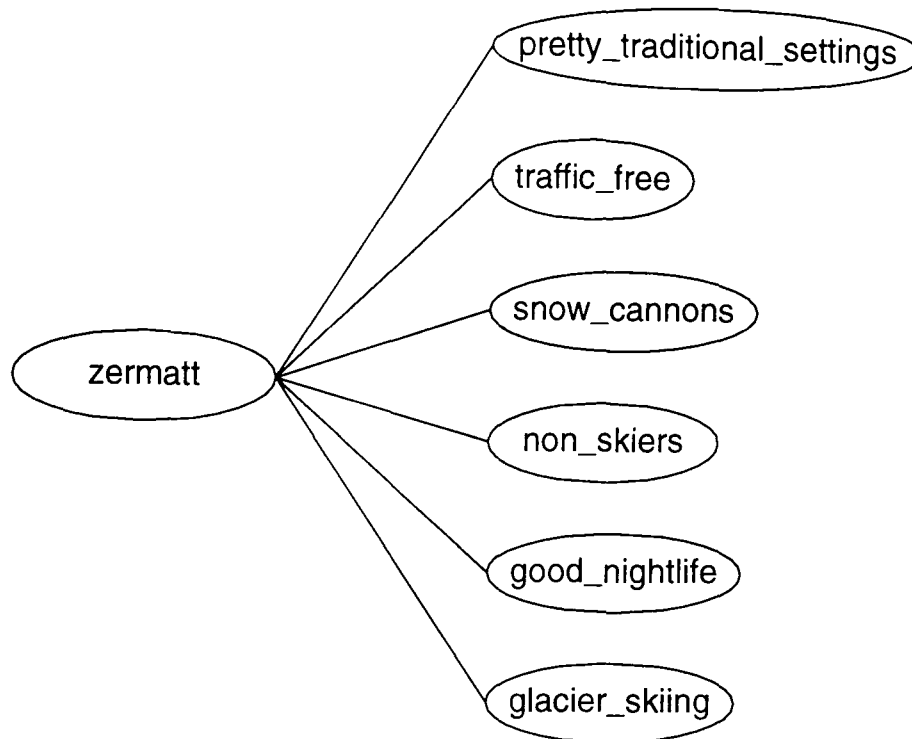 pretty_traditional_settings
traffic_free
snow_cannons
zermatt
non_skiers
good_nightlife
glacier_skiing